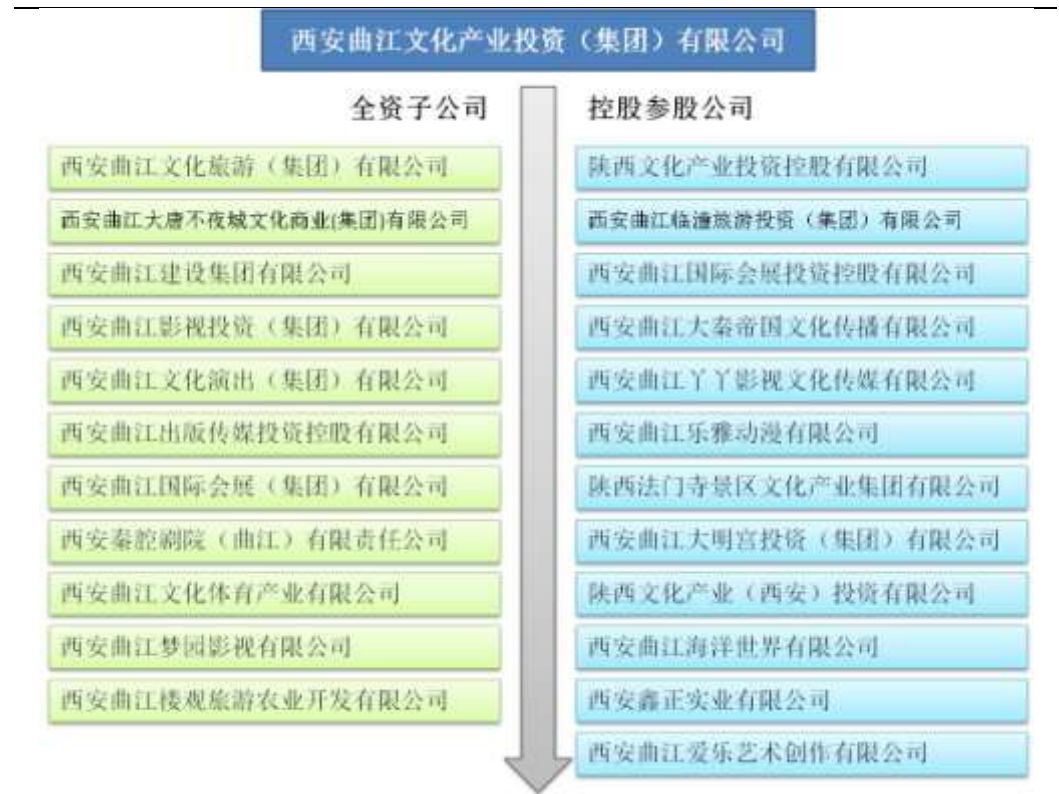 西安曲江文化产业投资（集团）有限公司
全资子公司
西安曲江文化旅游（集团）有限公司
西安曲江大唐不夜城文化商业(集团)有限公司
西安曲江建设集团有限公司
西安曲江影视投资（集团）有限公司
西安曲江文化演出（集团）有限公司
西安曲江出版传媒投资控股有限公司
西安曲江国际会展（集团）有限公司
西安秦腔剧院（曲江）有限责任公司
西安曲江文化体育产业有限公司
西安曲江梦园影视有限公司
西安曲江楼观旅游农业开发有限公司
控股参股公司
陕西文化产业投资控股有限公司
西安曲江临潼旅游投资（集团）有限公司
西安曲江国际会展投资控股有限公司
西安曲江大秦帝国文化传播有限公司
西安曲江丫丫影视文化传媒有限公司
西安曲江乐雅动漫有限公司
陕西法门寺景区文化产业集团有限公司
西安曲江大明宫投资（集团）有限公司
陕西文化产业（西安）投资有限公司
西安曲江海洋世界有限公司
西安鑫正实业有限公司
西安曲江爱乐艺术创作有限公司